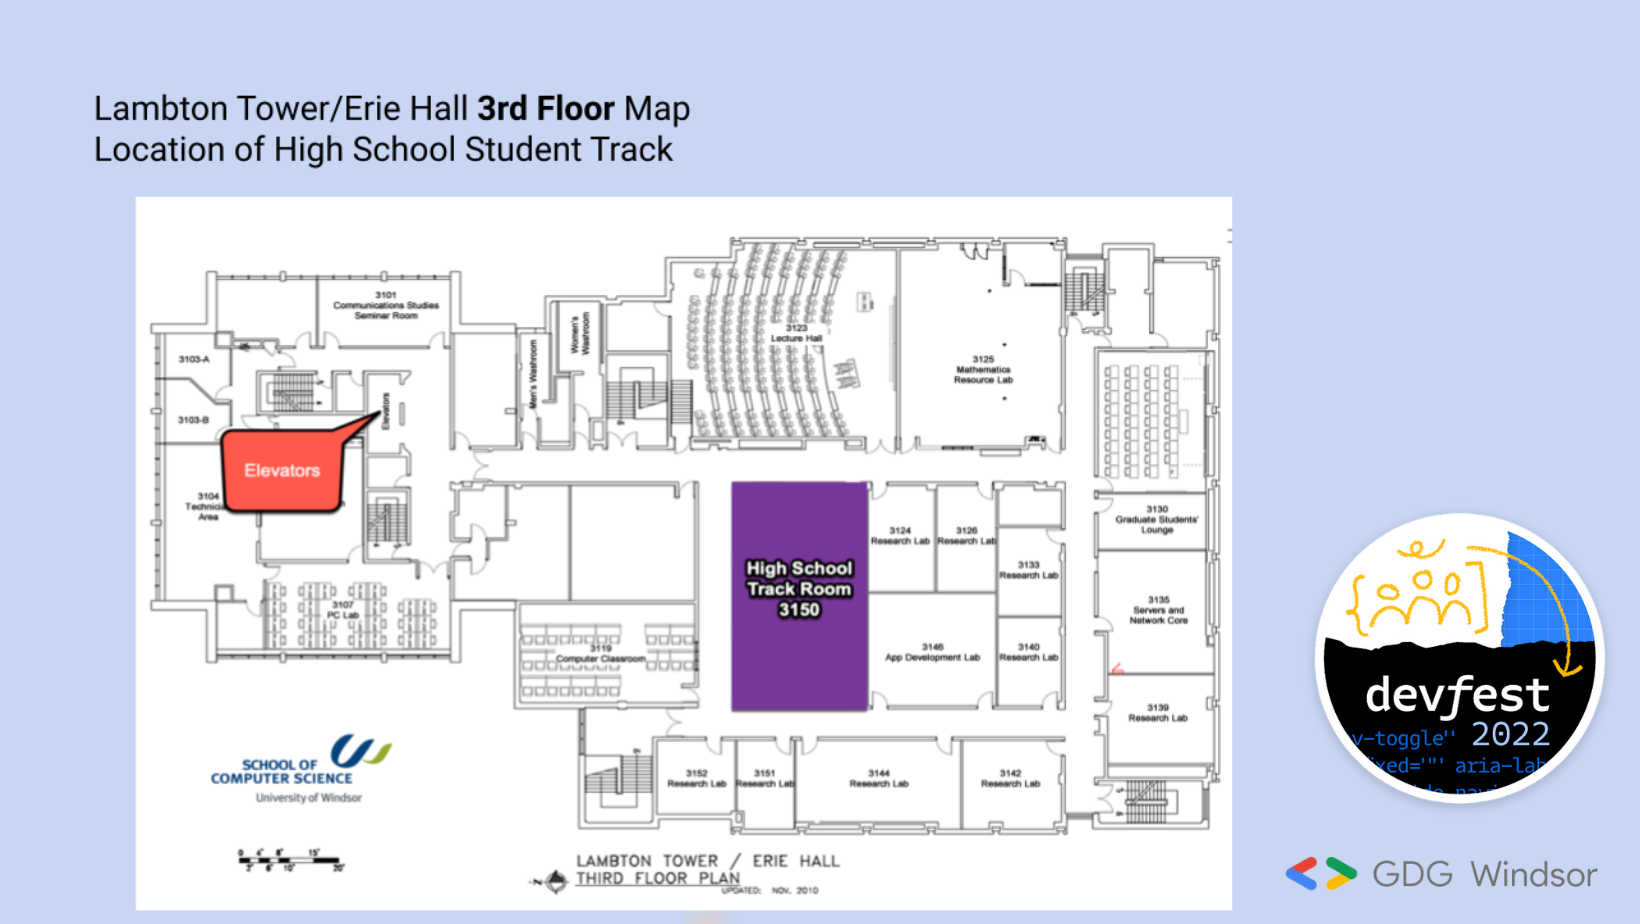 Lambton Tower/Erie Hall 3rd Floor Map
Location of High School Student Track
3101
Communications Studies
Seminar Room
3103-A
3103-B
Elevators
Elevators
3104
Area
3107
PC Lab
Men's Washroom
Women's
Washroom
3123
Lecture Hall
3125
Mathematics
Resource Lab
3119
Computer Classroom
High School
Track Room
3150
3124
Research Lab
3126
Research Lab
3133
Research Lab
3146
App Development Lab
3140
Research Lab
3130
Graduate Students'
Lounge
3135
Servers and
Network Core
3139
Research Lab
3152
Research Lab
3151
Research Lab
3144
Research Lab
3142
Research Lab
SCHOOL OF
COMPUTER SCIENCE
University of Windsor
0 4' 8' 15'
2' 6' 10' 20'
N
LAMBTON TOWER / ERIE HALL
THIRD FLOOR PLAN
UPDATED: NOV. 2010
devfest
2022
v-toggle"
ixed='"' aria-lab
GDG Windsor